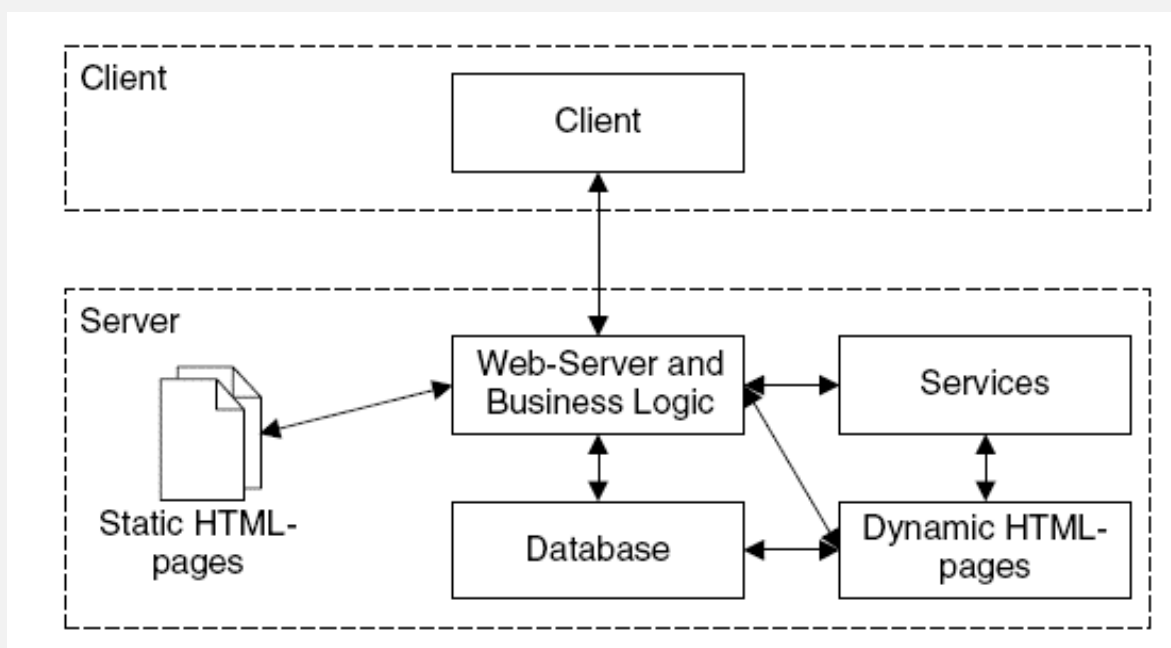 Client
Client
Server
Web-Server and
Business Logic
Services
Static HTML-
pages
Database
Dynamic HTML-
pages